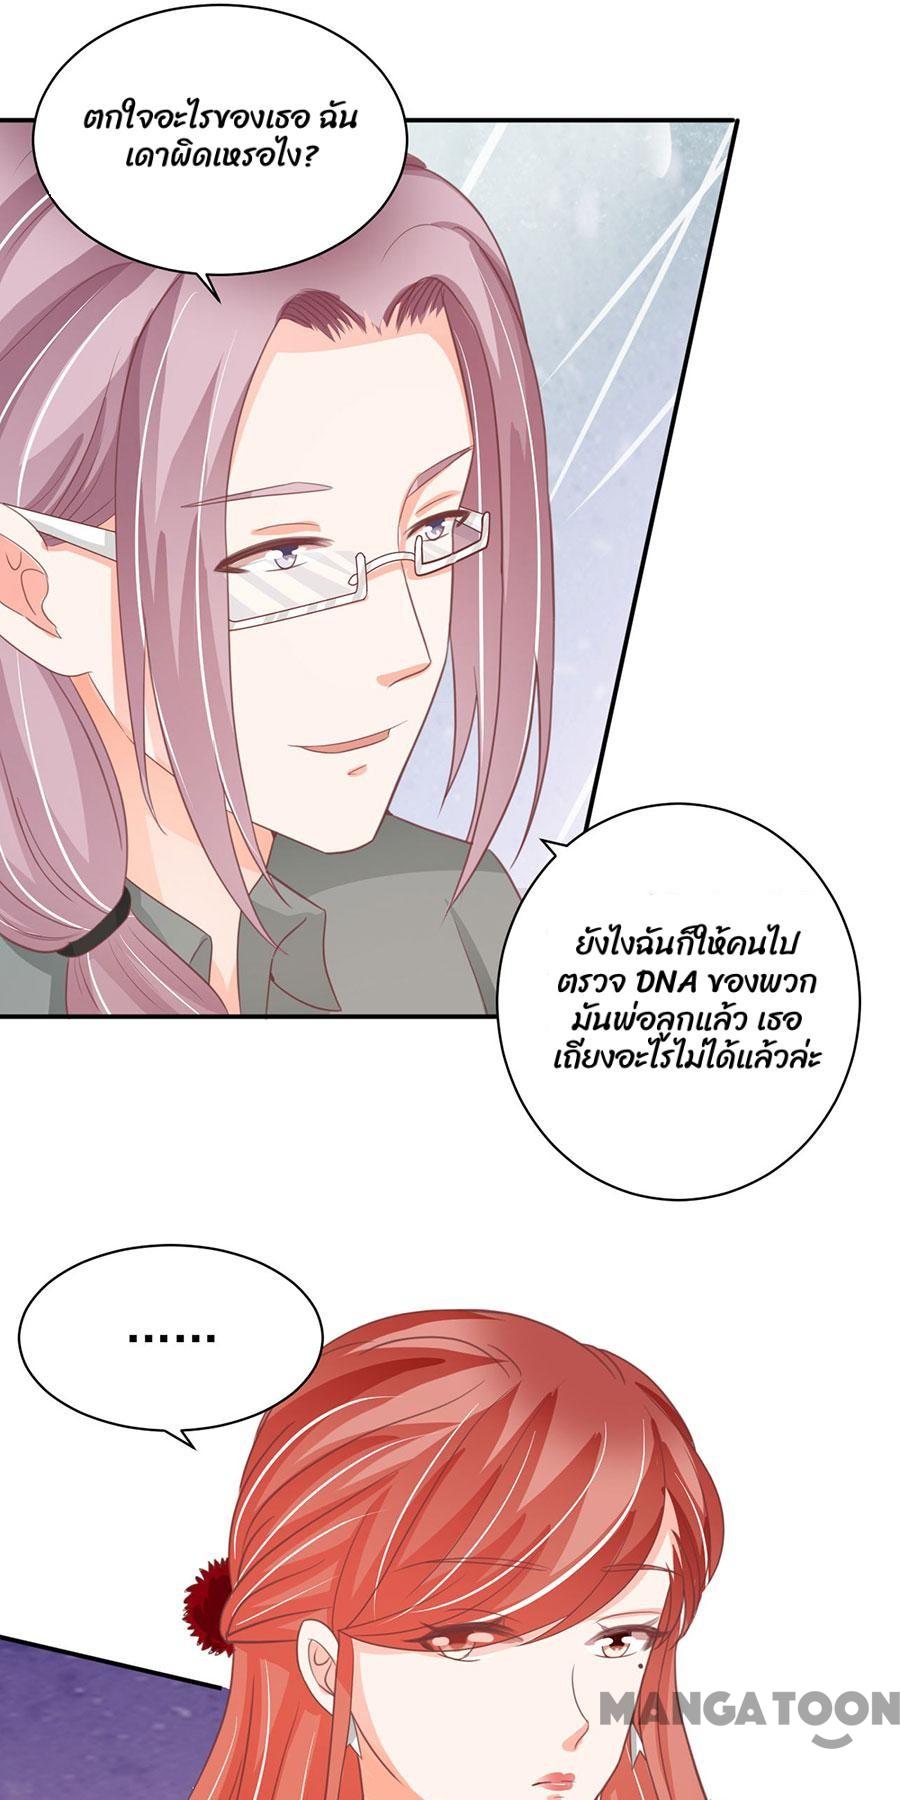 ตกใจอะไรของเธอ ฉัน
เดาผิดเหรอไง?
ยังไงฉันก็ให้คนไป
ตรวจ DNA ของพวก
มันพ่อลูกแล้ว เธอ
เถียงอะไรไม่ได้แล้วล่ะ
......
MANGATOON